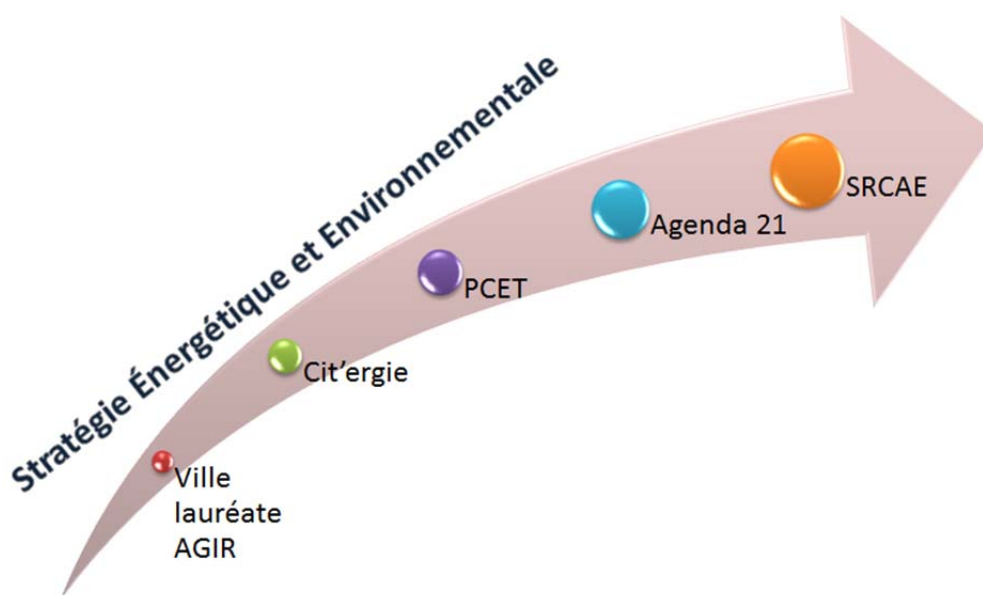 Stratégie Énergétique et Environnementale
SRCAE
Agenda 21
PCET
Cit'ergie
Ville
lauréate
AGIR